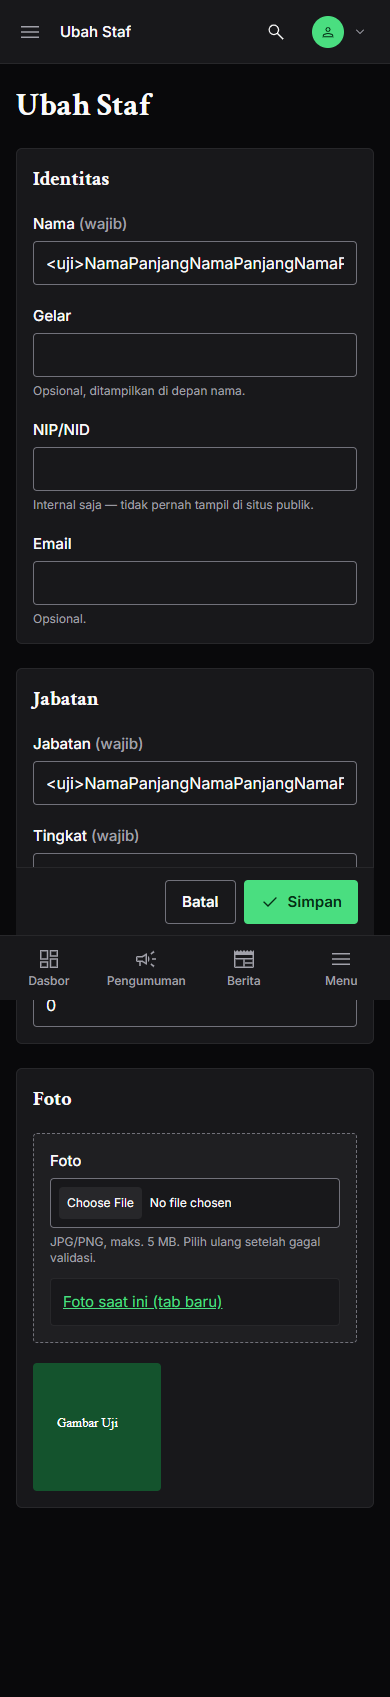 Ubah Staf
Ubah Staf
Identitas
Nama (wajib)
<uji>NamaPanjangNamaPanjangNama
Gelar
Opsional, ditampilkan di depan nama.
NIP/NID
Internal saja — tidak pernah tampil di situs publik.
Email
Opsional.
Jabatan
Jabatan (wajib)
<uji>NamaPanjangNamaPanjangNama
Tingkat (wajib)
Batal
Simpan
Dasbor
Pengumuman
Berita
Menu
0
Foto
Foto
Choose File No file chosen
JPG/PNG, maks. 5 MB. Pilih ulang setelah gagal
validasi.
Foto saat ini (tab baru)
Gambar Uji